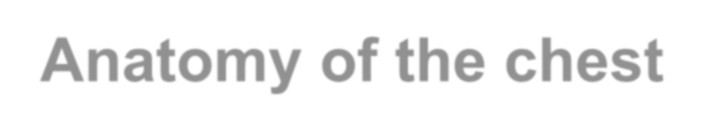 Anatomy of the chest